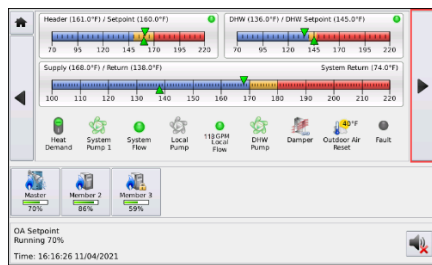 Header (161.0°F) / Setpoint (160.0°F)
DHW (136.0°F) / DHW Setpoint (145.0°F)
70 95 120 145 170 195 220
70 95 120 145 170 195 220
Supply (168.0°F) / Return (138.0°F)
System Return (74.0°F)
100 110 120 130 140 150 160 170 180 190 200 210 220
40°F
Heat Demand
System Pump 1
System Flow
Local Pump
118 GPM Local Flow
DHW Pump
Damper
Outdoor Air Reset
Fault
Master
70%
Member 2
86%
Member 3
59%
OA Setpoint
Running 70%
Time: 16:16:26 11/04/2021